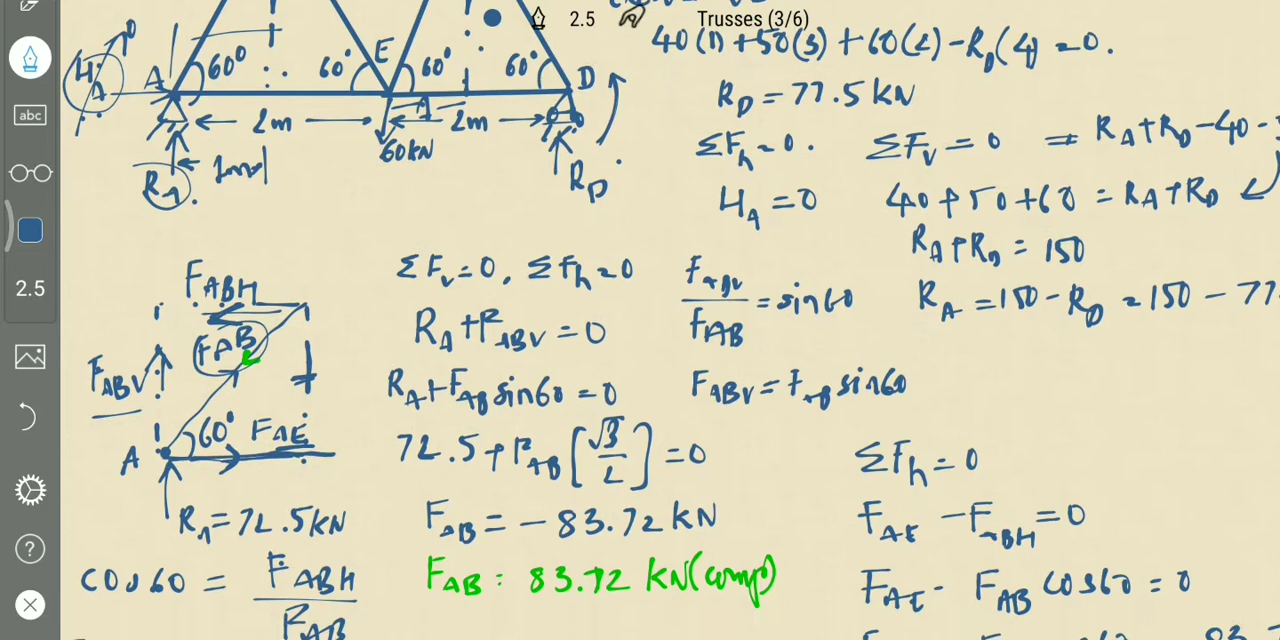 2.5
Trusses (3/6)
40(1)+50(3)+60(2)-R_D(4)=0.
60° 60° E 60° 60° D
H_A A
R_D = 77.5 KN
abc
2m 2m
60KN
R_A. R_D
ΣF_h=0. ΣF_V=0 ⇒ R_A+R_D-40-
H_A=0 40+50+60=R_A+R_D
R_A+R_D=150
R_A=150-R_D=150-77
2.5
F_ABH
F_AB
F_ABV
60° F_AE
A
R_A=72.5KN
cos60 = F_ABH / F_AB
ΣF_V=0, ΣF_h=0
R_A+F_ABV=0
R_A+F_AB sin60=0
72.5+F_AB[√3/2]=0
F_AB=-83.72KN
F_AB: 83.72 KN(comp)
F_ABV / F_AB = sin60
F_ABV=F_AB sin60
ΣF_h=0
F_AE-F_ABH=0
F_AE-F_AB cos60=0